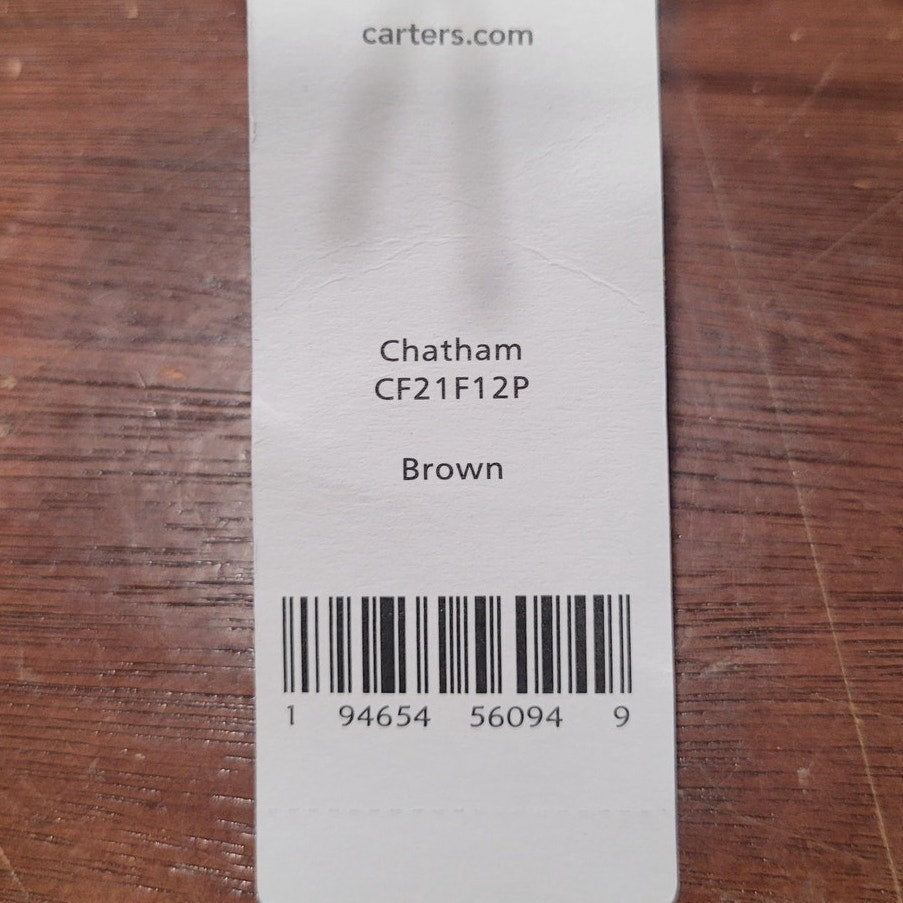 carters.com
Chatham
CF21F12P
Brown
1 94654 56094 9